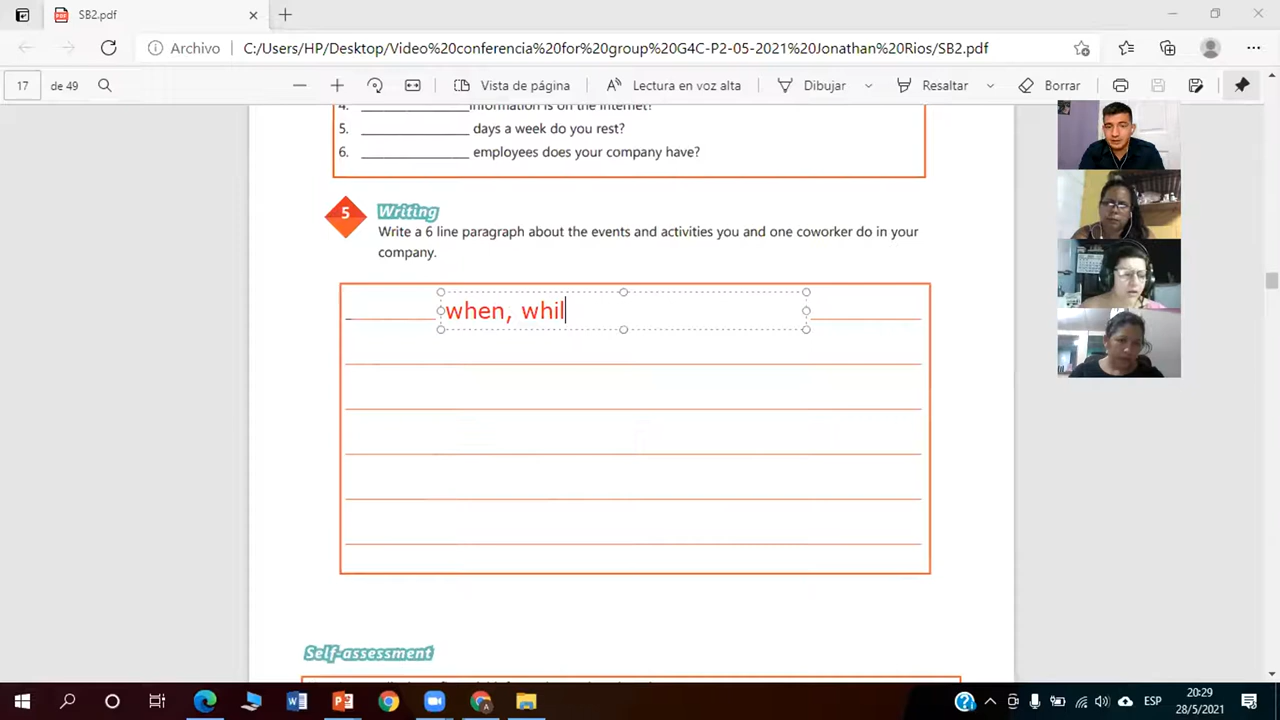 SB2.pdf
Archivo
C:/Users/HP/Desktop/Video%20conferencia%20for%20group%20G4C-P2-05-2021%20Jonathan%20Rios/SB2.pdf
17 de 49
Vista de página
Lectura en voz alta
Dibujar
Resaltar
Borrar
4. ________________information is on the internet?
5. ________________ days a week do you rest?
6. ________________ employees does your company have?
5 Writing
Write a 6 line paragraph about the events and activities you and one coworker do in your
company.
when, whil
Self-assessment
ESP
20:29
28/5/2021